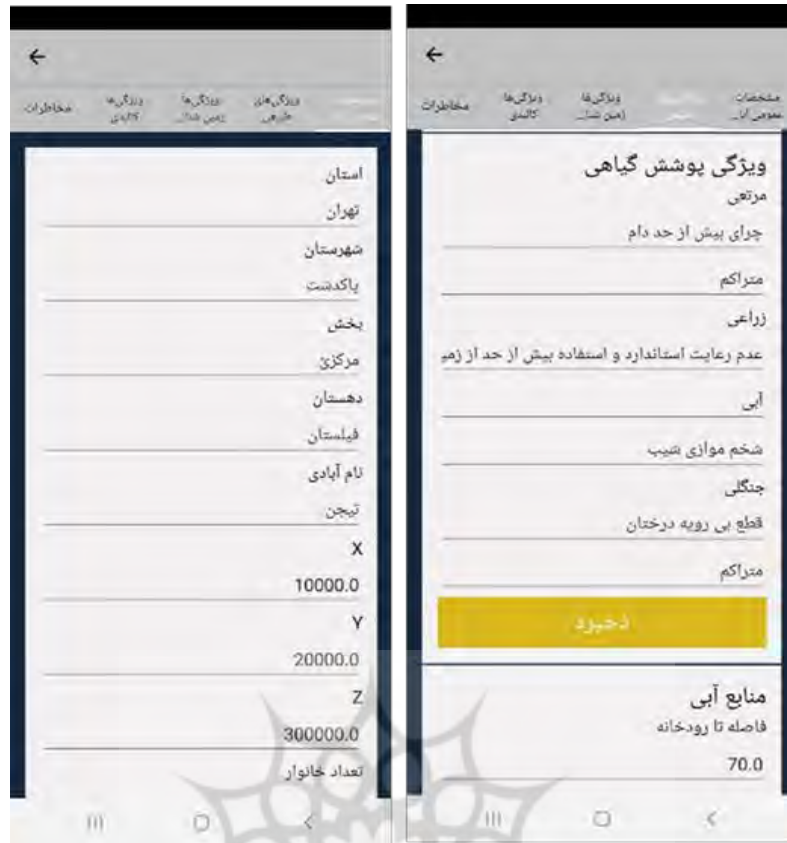 ویژگی‌های
ویژگی‌ها
ویژگی‌ها
مخاطرات
طبیعی
زمین شنا...
کالبدی
استان
تهران
شهرستان
پاکدشت
بخش
مرکزی
دهستان
فیلستان
نام آبادی
تیجن
X
10000.0
Y
20000.0
Z
300000.0
تعداد خانوار
مشخصات
ویژگی‌ها
ویژگی‌ها
مخاطرات
عمومی آبا...
زمین شنا...
کالبدی
ویژگی پوشش گیاهی
مرتعی
چرای بیش از حد دام
متراکم
زراعی
عدم رعایت استاندارد و استفاده بیش از حد از زمی
آبی
شخم موازی شیب
جنگلی
قطع بی رویه درختان
متراکم
ذخیره
منابع آبی
فاصله تا رودخانه
70.0